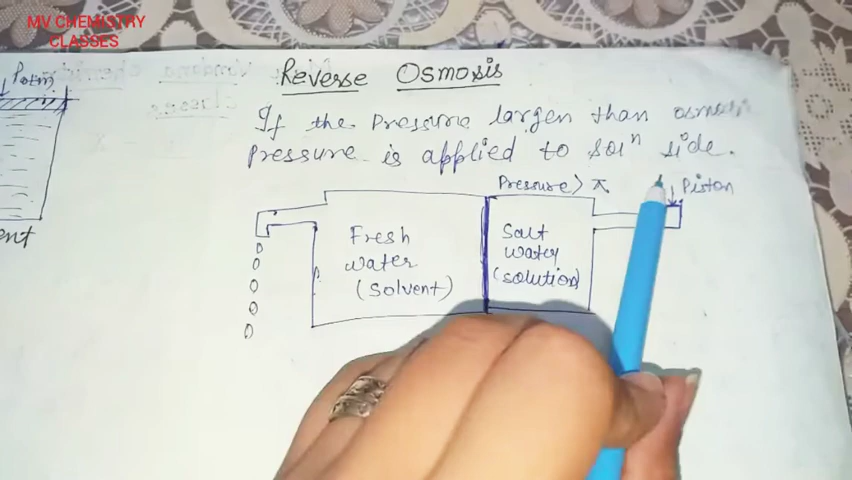 MV CHEMISTRY
CLASSES
Reverse Osmosis
If the Pressure larger than osmotic
Pressure is applied to solⁿ side.
Pressure > π
Piston
Fresh
water
(Solvent)
Salt
water
(solution)
ent